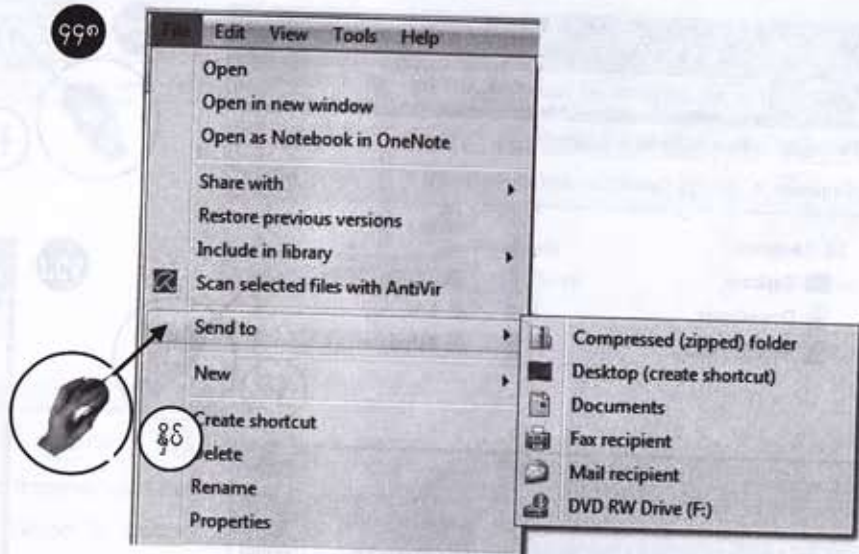 ၄၄၈
File Edit View Tools Help
Open
Open in new window
Open as Notebook in OneNote
Share with
Restore previous versions
Include in library
Scan selected files with AntiVir
Send to
New
Create shortcut
Delete
Rename
Properties
Compressed (zipped) folder
Desktop (create shortcut)
Documents
Fax recipient
Mail recipient
DVD RW Drive (F:)
နှိပ်